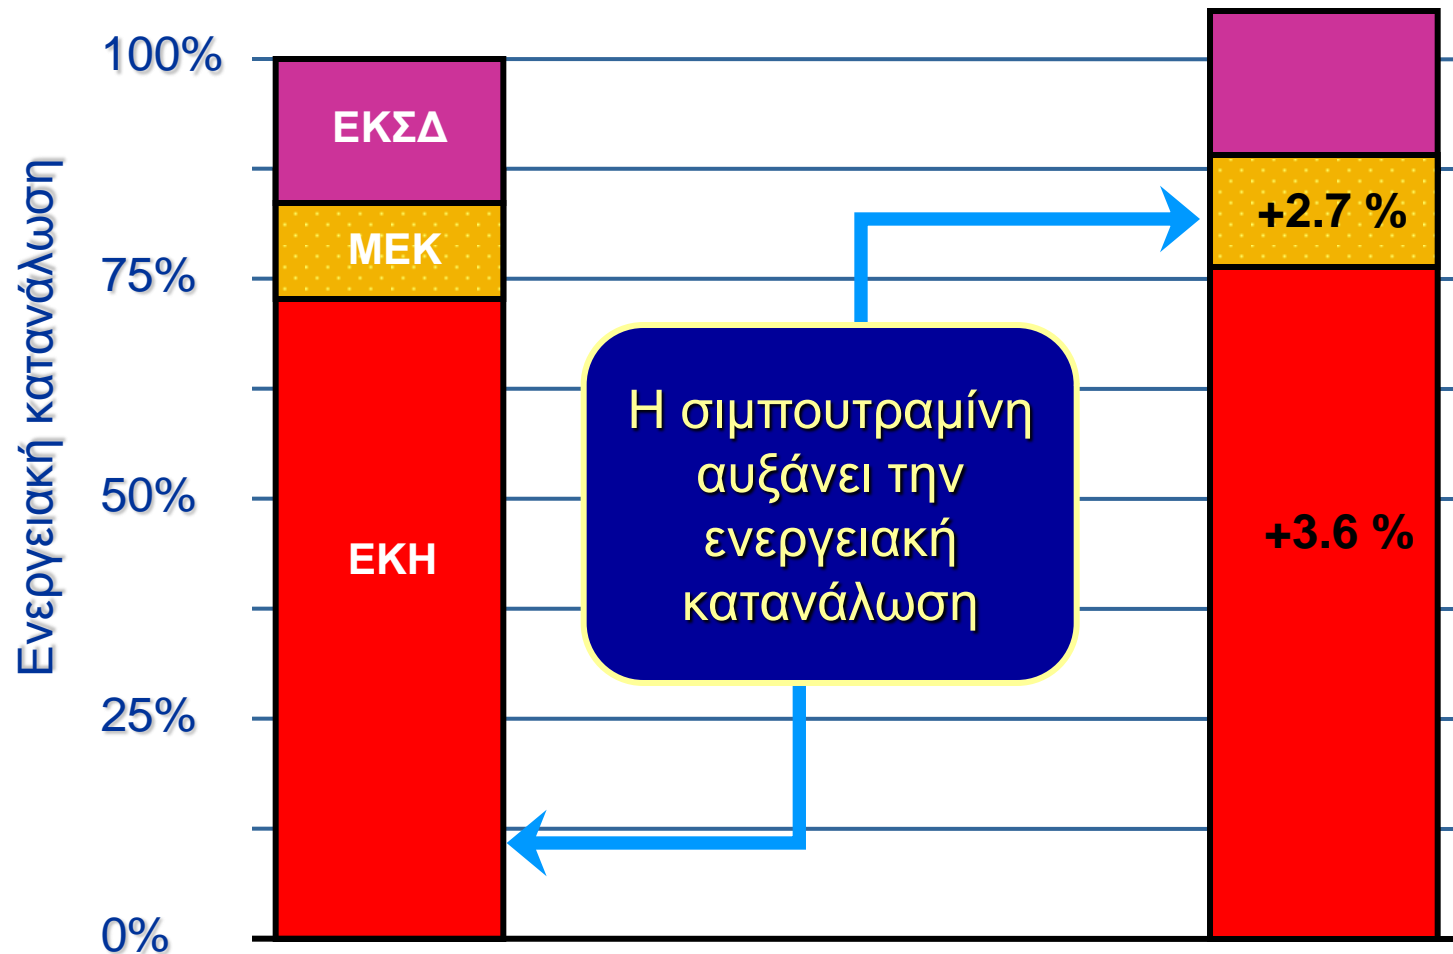 Ενεργειακή κατανάλωση
100%
75%
50%
25%
0%
ΕΚΣΔ
ΜΕΚ
ΕΚΗ
Η σιμπουτραμίνη
αυξάνει την
ενεργειακή
κατανάλωση
+2.7 %
+3.6 %